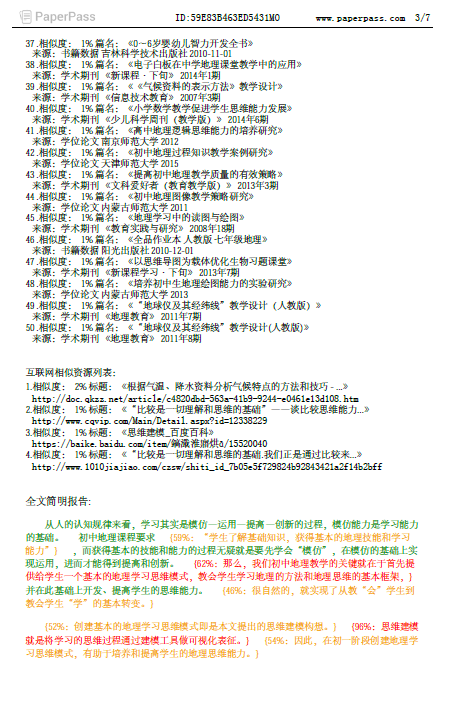 PaperPass ID:59E83B463ED5431M0 www.paperpass.com 3/7
37.相似度: 1%篇名:《0~6岁婴幼儿智力开发全书》
来源:书籍数据 吉林科学技术出版社 2010-11-01
38.相似度: 1%篇名:《电子白板在中学地理课堂教学中的应用》
来源:学术期刊 《新课程·下旬》 2014年1期
39.相似度: 1%篇名:《《气候资料的表示方法》教学设计》
来源:学术期刊 《信息技术教育》 2007年3期
40.相似度: 1%篇名:《小学数学教学促进学生思维能力发展》
来源:学术期刊 《少儿科学周刊(教学版)》 2014年6期
41.相似度: 1%篇名:《高中地理逻辑思维能力的培养研究》
来源:学位论文 南京师范大学 2012
42.相似度: 1%篇名:《初中地理过程知识教学案例研究》
来源:学位论文 天津师范大学 2015
43.相似度: 1%篇名:《提高初中地理教学质量的有效策略》
来源:学术期刊 《文科爱好者(教育教学版)》 2013年3期
44.相似度: 1%篇名:《初中地理图像教学策略研究》
来源:学位论文 内蒙古师范大学 2011
45.相似度: 1%篇名:《地理学习中的读图与绘图》
来源:学术期刊 《教育实践与研究》 2008年18期
46.相似度: 1%篇名:《全品作业本 人教版 七年级地理》
来源:书籍数据 阳光出版社 2010-12-01
47.相似度: 1%篇名:《以思维导图为载体优化生物习题课堂》
来源:学术期刊 《新课程学习·下旬》 2013年7期
48.相似度: 1%篇名:《培养初中生地理绘图能力的实验研究》
来源:学位论文 内蒙古师范大学 2013
49.相似度: 1%篇名:《“地球仪及其经纬线”教学设计(人教版)》
来源:学术期刊 《地理教育》 2011年7期
50.相似度: 1%篇名:《“地球仪及其经纬线”教学设计(人教版)》
来源:学术期刊 《地理教育》 2011年8期
互联网相似资源列表:
1.相似度: 2%标题:《根据气温、降水资料分析气候特点的方法和技巧 - ...》
http://doc.qkzz.net/article/c4820dbd-563a-41b9-9244-e0461e13d108.htm
2.相似度: 1%标题:《“比较是一切理解和思维的基础”——谈比较思维能力...》
http://www.cqvip.com/Main/Detail.aspx?id=12338229
3.相似度: 1%标题:《思维建模_百度百科》
https://baike.baidu.com/item//15520040
4.相似度: 1%标题:《“比较是一切理解和思维的基础.我们正是通过比较来...》
http://www.1010jiajiao.com/czsw/shiti_id_7b05e5f729824b92843421a2f14b2bff
全文简明报告:
从人的认知规律来看,学习其实是模仿—运用—提高—创新的过程,模仿能力是学习能力
的基础。 初中地理课程要求 {59%:“学生了解基础知识,获得基本的地理技能和学习
能力”} ,而获得基本的技能和能力的过程无疑就是要先学会“模仿”,在模仿的基础上实
现运用,进而才能得到提高和创新。 {62%:那么,我们初中地理教学的关键就在于首先提
供给学生一个基本的地理学习思维模式,教会学生学习地理的方法和地理思维的基本框架,}
并在此基础上开发、提高学生的思维能力。 {46%:很自然的,就实现了从教“会”学生到
教会学生“学”的基本转变。}
{52%:创建基本的地理学习思维模式即是本文提出的思维建模构想。} {96%:思维建模
就是将学习的思维过程通过建模工具做可视化表征。} {54%:因此,在初一阶段创建地理学
习思维模式,有助于培养和提高学生的地理思维能力。}